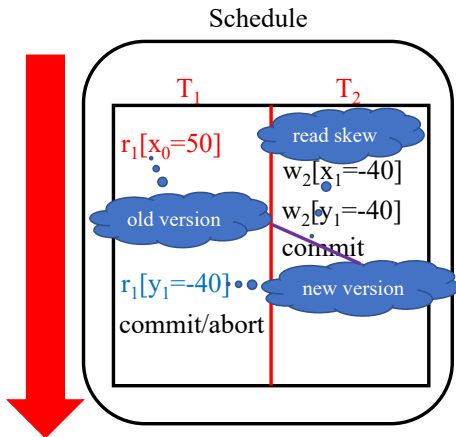 Schedule
T₁ T₂
r₁[x₀=50]
read skew
w₂[x₁=-40]
w₂[y₁=-40]
old version
commit
r₁[y₁=-40]
new version
commit/abort